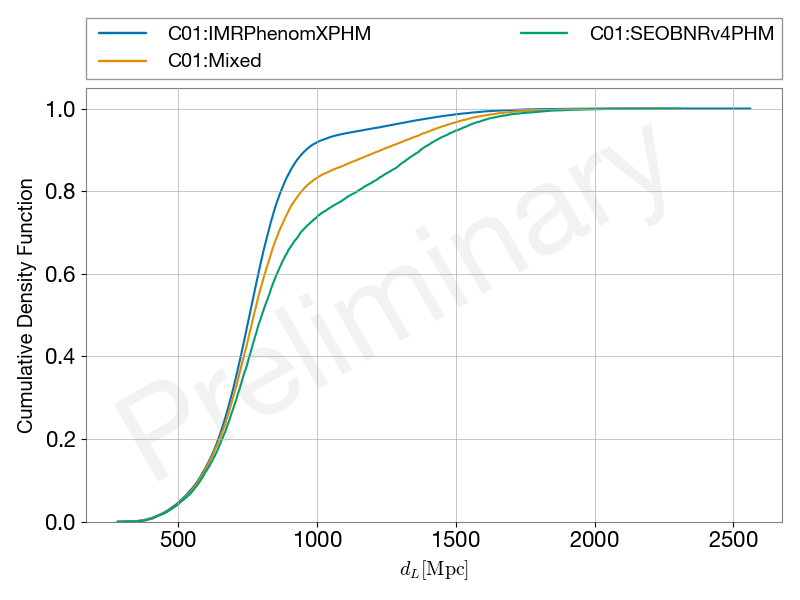 C01:IMRPhenomXPHM
C01:Mixed
C01:SEOBNRv4PHM
Cumulative Density Function
1.0
0.8
0.6
0.4
0.2
0.0
Preliminary
500 1000 1500 2000 2500
d_L[Mpc]